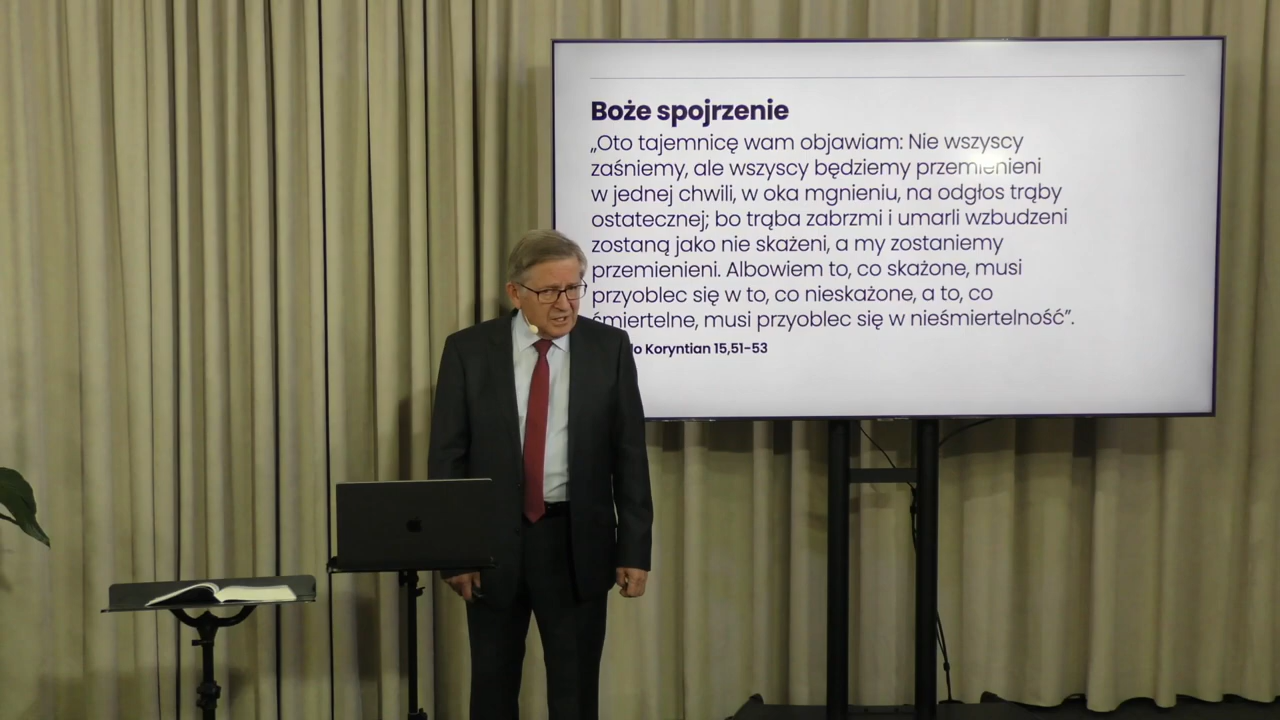 Boże spojrzenie
„Oto tajemnicę wam objawiam: Nie wszyscy
zaśniemy, ale wszyscy będziemy przemienieni
w jednej chwili, w oka mgnieniu, na odgłos trąby
ostatecznej; bo trąba zabrzmi i umarli wzbudzeni
zostaną jako nie skażeni, a my zostaniemy
przemienieni. Albowiem to, co skażone, musi
przyoblec się w to, co nieskażone, a to, co
śmiertelne, musi przyoblec się w nieśmiertelność”.
Koryntian 15,51-53